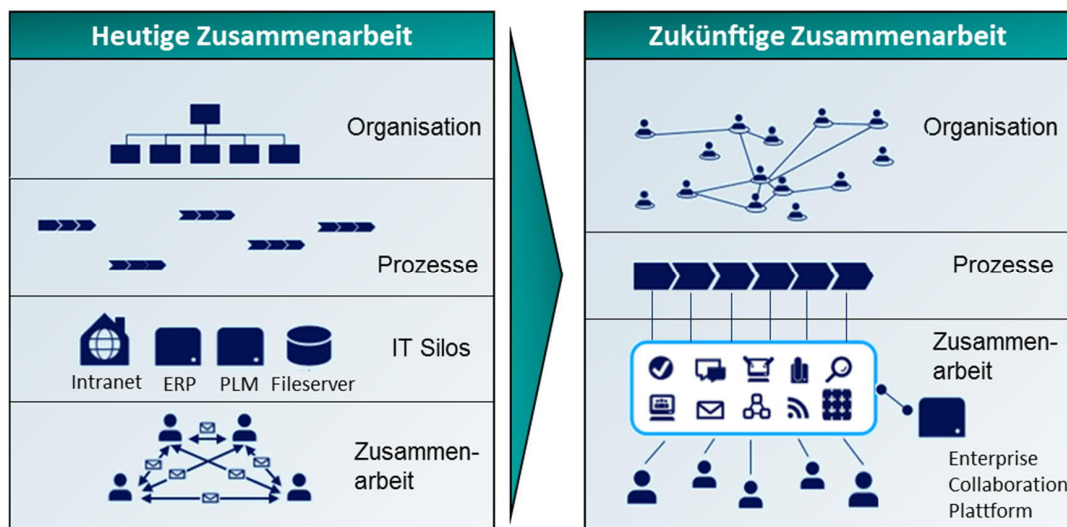 Heutige Zusammenarbeit
Organisation
Prozesse
IT Silos
Intranet
ERP
PLM
Fileserver
Zusammen-
arbeit
Zukünftige Zusammenarbeit
Organisation
Prozesse
Zusammen-
arbeit
Enterprise
Collaboration
Plattform